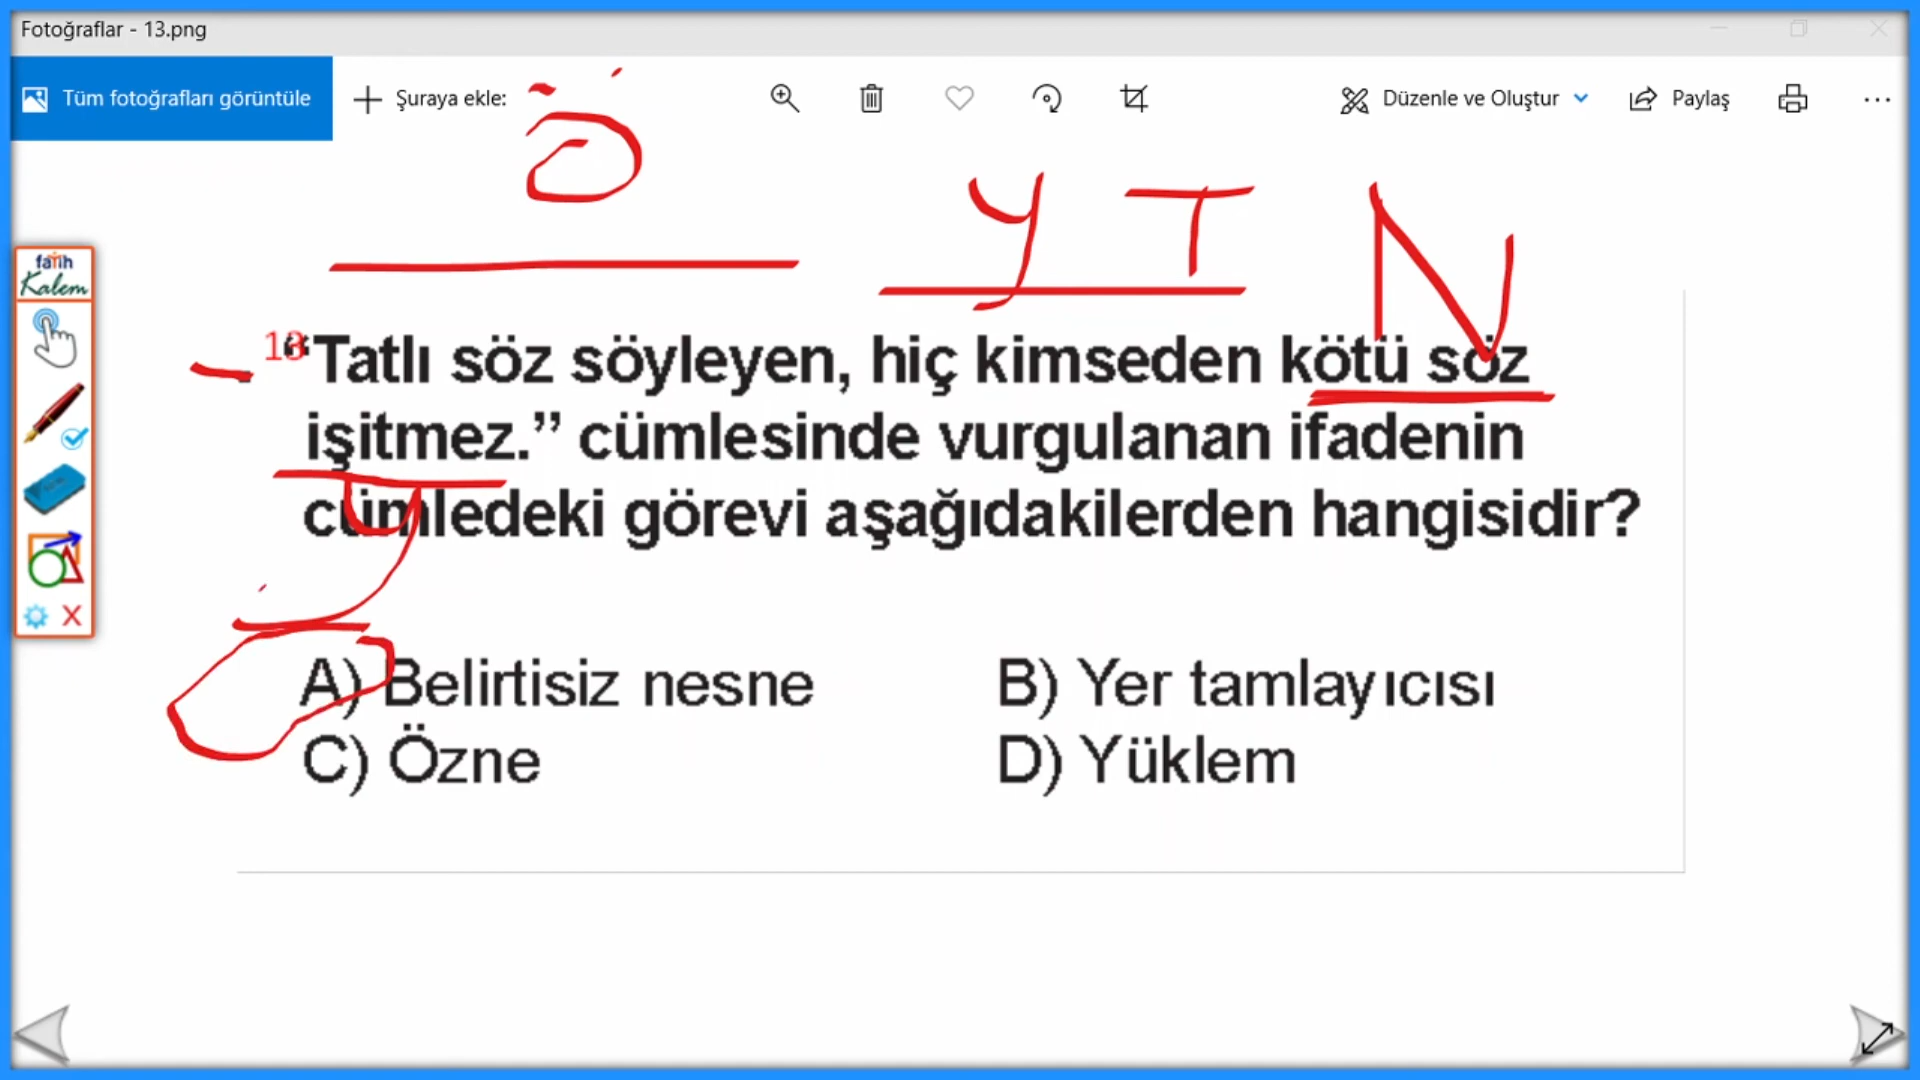 Fotoğraflar - 13.png
Tüm fotoğrafları görüntüle
Şuraya ekle:
Düzenle ve Oluştur
Paylaş
Ö
Y T
N
fatih
Kalem
13
“Tatlı söz söyleyen, hiç kimseden kötü söz
işitmez.” cümlesinde vurgulanan ifadenin
cümledeki görevi aşağıdakilerden hangisidir?
y
A) Belirtisiz nesne
B) Yer tamlayıcısı
C) Özne
D) Yüklem